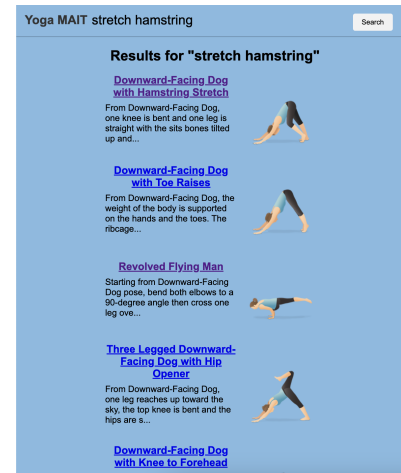 Yoga MAIT stretch hamstring
Search
Results for "stretch hamstring"
Downward-Facing Dog
with Hamstring Stretch
From Downward-Facing Dog,
one knee is bent and one leg is
straight with the sits bones tilted
up and...
Downward-Facing Dog
with Toe Raises
From Downward-Facing Dog, the
weight of the body is supported
on the hands and the toes. The
ribcage...
Revolved Flying Man
Starting from Downward-Facing
Dog pose, bend both elbows to a
90-degree angle then cross one
leg ove...
Three Legged Downward-
Facing Dog with Hip
Opener
From Downward-Facing Dog,
one leg reaches up toward the
sky, the top knee is bent and the
hips are s...
Downward-Facing Dog
with Knee to Forehead